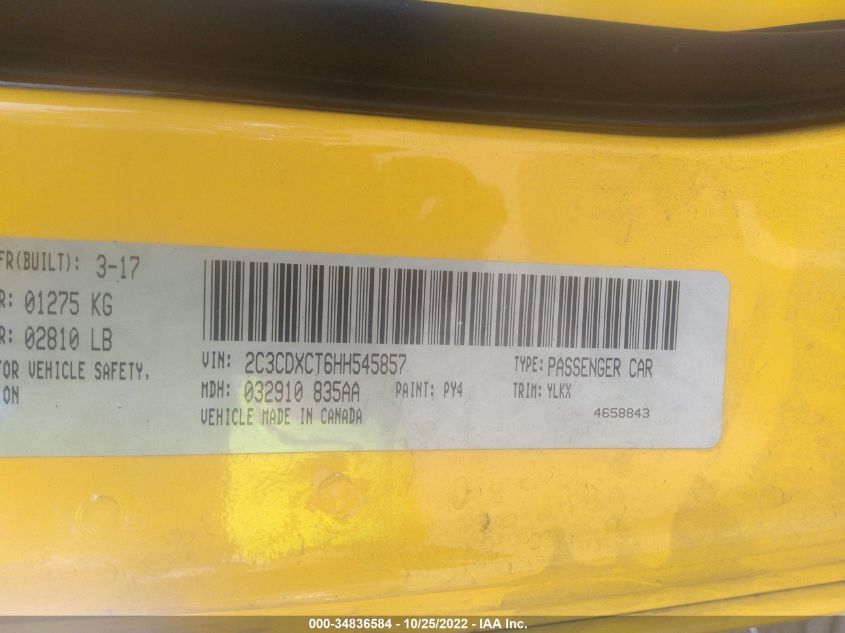 FR(BUILT): 3-17
R: 01275 KG
R: 02810 LB
OR VEHICLE SAFETY,
ON
VIN: 2C3CDXCT6HH545857 TYPE: PASSENGER CAR
MDH: 032910 835AA PAINT: PY4 TRIM: YLKX
VEHICLE MADE IN CANADA 4658843
000-34836584 - 10/25/2022 - IAA Inc.